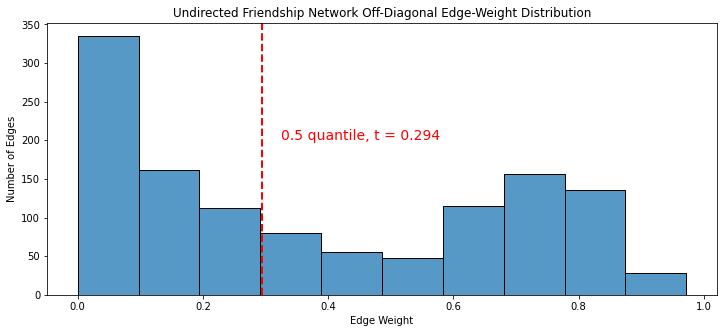 Undirected Friendship Network Off-Diagonal Edge-Weight Distribution
350
300
250
200
150
100
50
0
Number of Edges
0.5 quantile, t = 0.294
0.0 0.2 0.4 0.6 0.8 1.0
Edge Weight